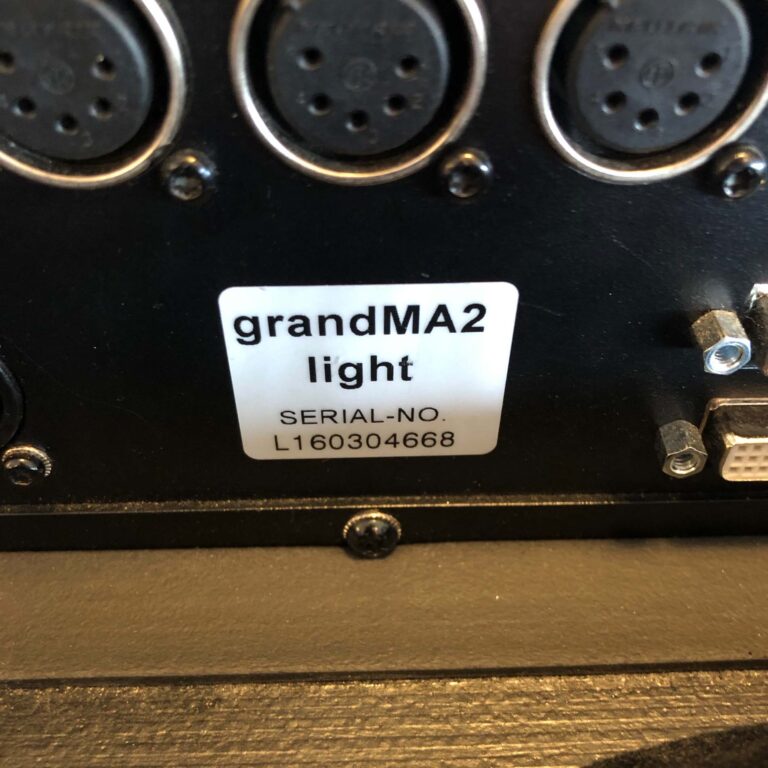 grandMA2
light
SERIAL-NO.
L160304668